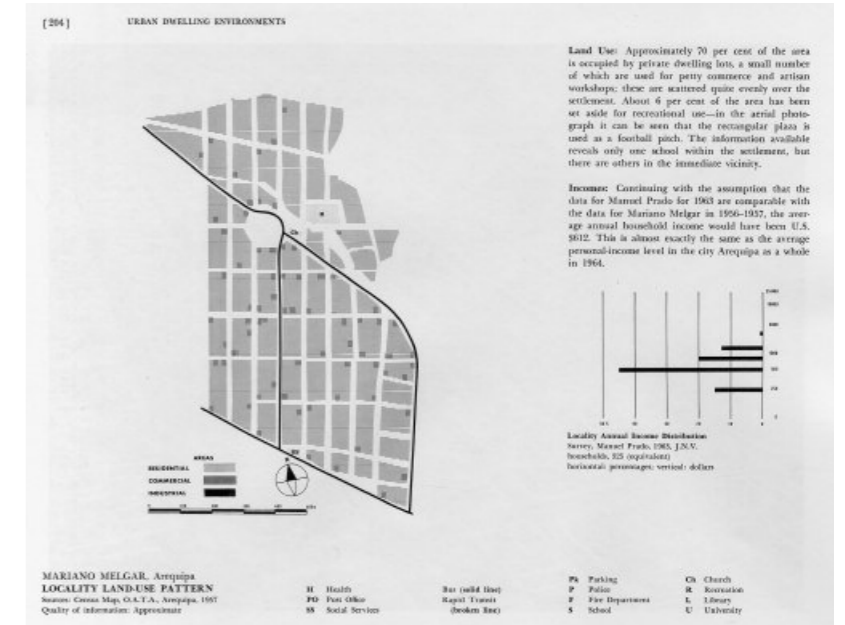 [204]
URBAN DWELLING ENVIRONMENTS
Land Use: Approximately 70 per cent of the area
is occupied by private dwelling lots, a small number
of which are used for petty commerce and artisan
workshops; these are scattered quite evenly over the
settlement. About 6 per cent of the area has been
set aside for recreational use—in the aerial photo-
graph it can be seen that the rectangular plaza is
used as a football pitch. The information available
reveals only one school within the settlement, but
there are others in the immediate vicinity.
Incomes: Continuing with the assumption that the
data for Manuel Prado for 1963 are comparable with
the data for Mariano Melgar in 1956-1957, the aver-
age annual household income would have been U.S.
$612. This is almost exactly the same as the average
personal-income level in the city Arequipa as a whole
in 1964.
Locality Annual Income Distribution
Survey, Manuel Prado, 1963, J.N.V.
households, 525 (equivalent)
horizontal: percentages; vertical: dollars
AREAS
RESIDENTIAL
COMMERCIAL
INDUSTRIAL
MARIANO MELGAR, Arequipa
LOCALITY LAND-USE PATTERN
Sources: Census Map, O.A.T.A., Arequipa, 1957
Quality of information: Approximate
H Health
PO Post Office
SS Social Services
Bus (solid line)
Rapid Transit
(broken line)
Pk Parking
P Police
F Fire Department
S School
Ch Church
R Recreation
L Library
U University